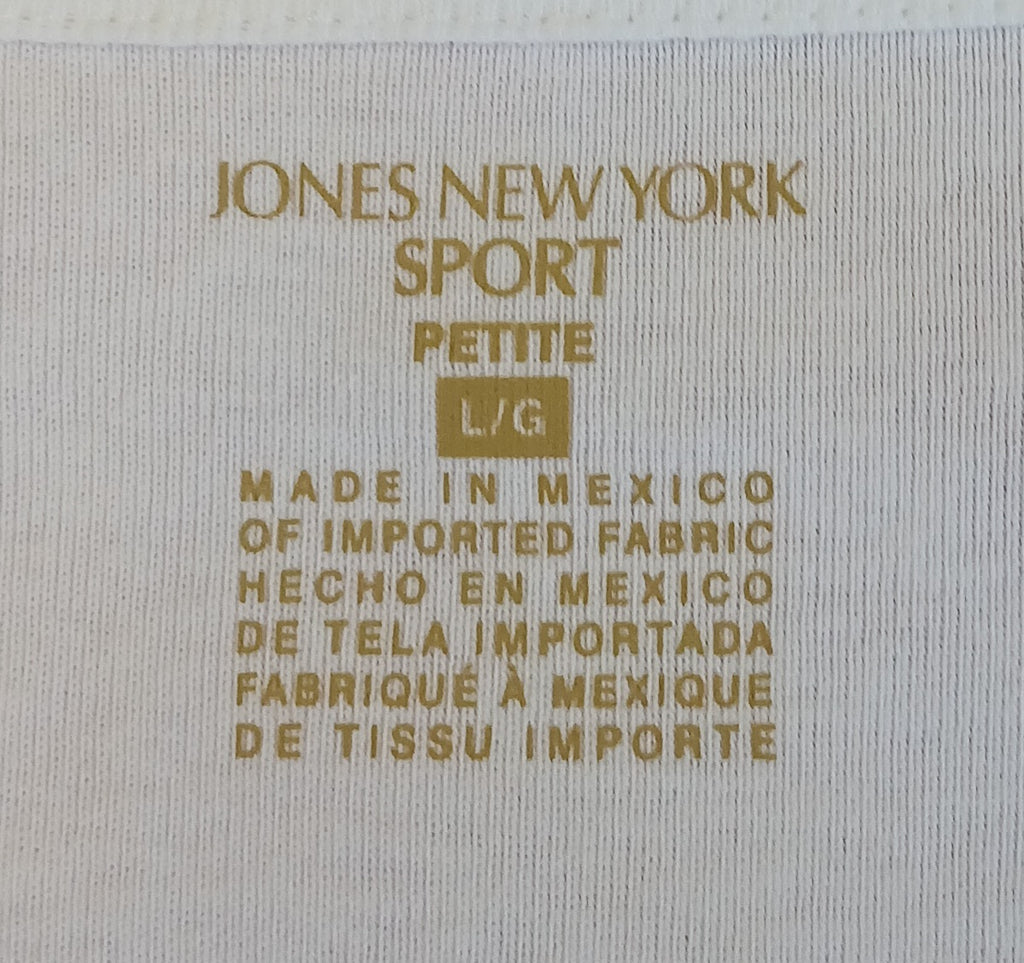 JONES NEW YORK
SPORT
PETITE
L/G
MADE IN MEXICO
OF IMPORTED FABRIC
HECHO EN MEXICO
DE TELA IMPORTADA
FABRIQUÉ À MEXIQUE
DE TISSU IMPORTE